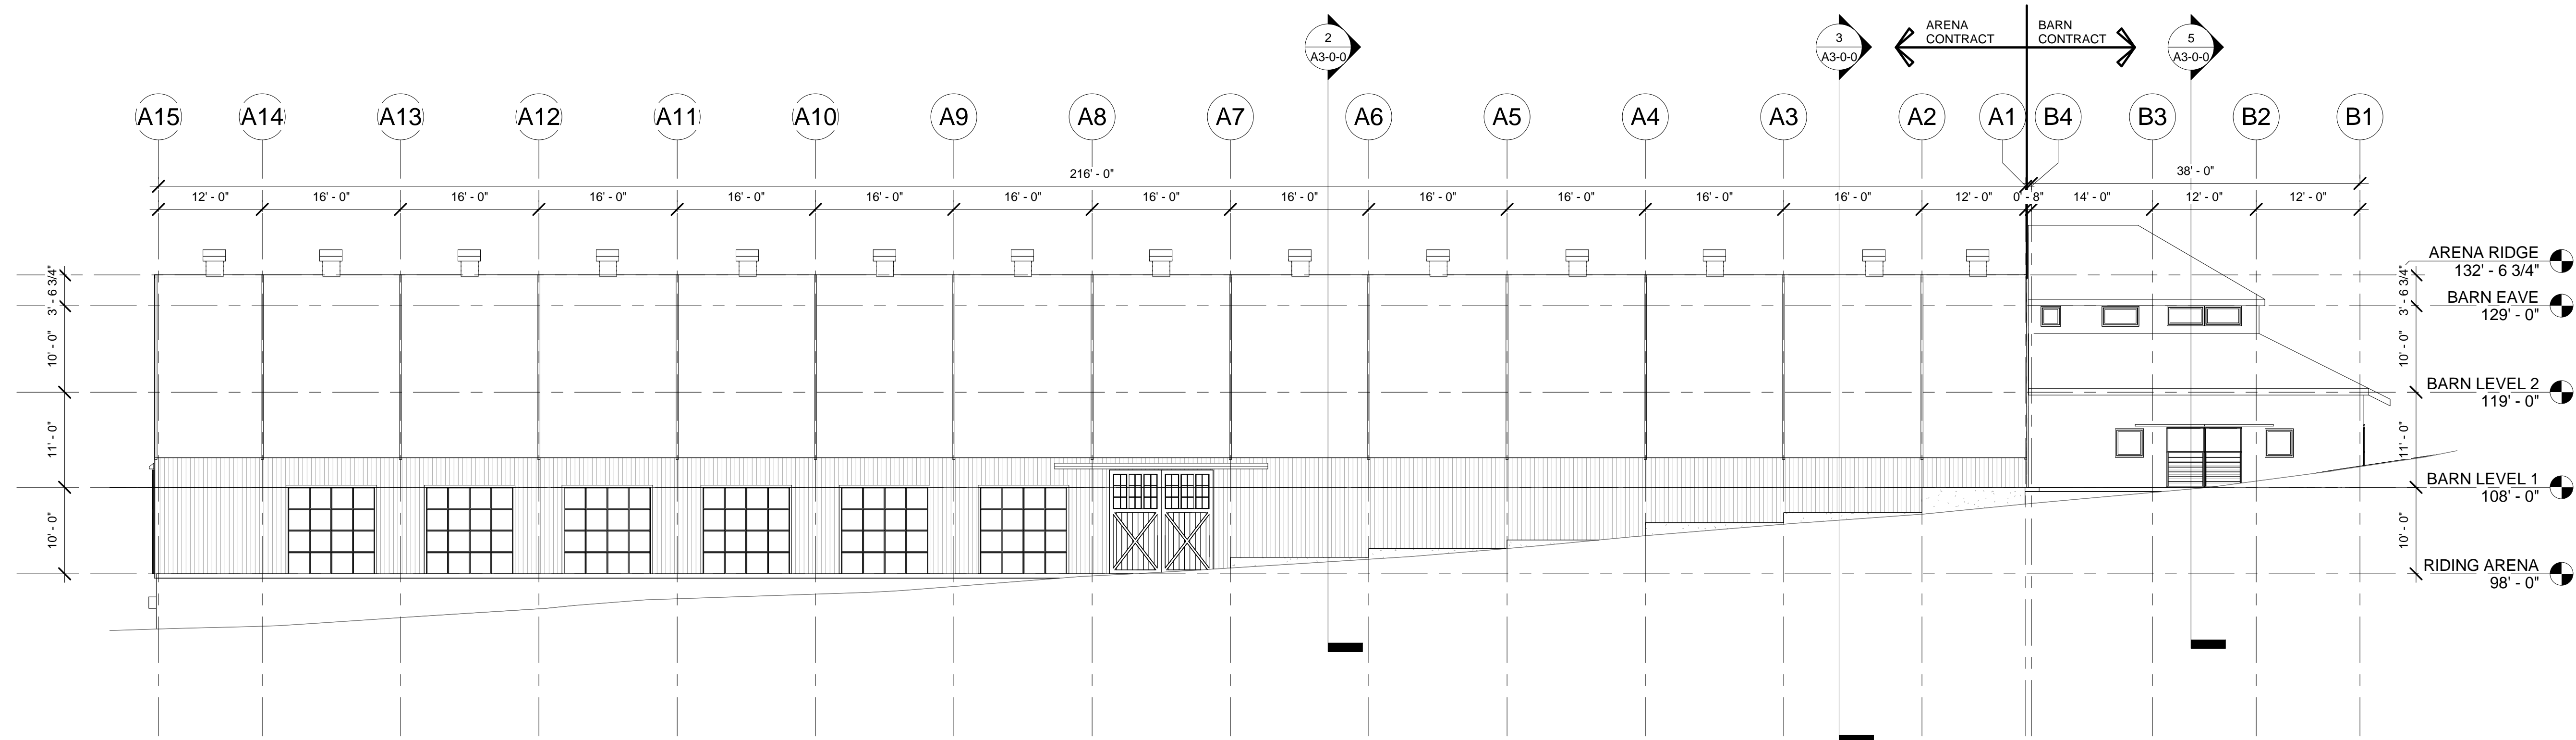 2
A3-0-0
3
A3-0-0
ARENA
CONTRACT
BARN
CONTRACT
5
A3-0-0
A15
A14
A13
A12
A11
A10
A9
A8
A7
A6
A5
A4
A3
A2
A1
B4
B3
B2
B1
216' - 0"
38' - 0"
12' - 0"
16' - 0"
16' - 0"
16' - 0"
16' - 0"
16' - 0"
16' - 0"
16' - 0"
16' - 0"
16' - 0"
16' - 0"
16' - 0"
16' - 0"
12' - 0"
0' - 8"
14' - 0"
12' - 0"
12' - 0"
3' - 6 3/4"
10' - 0"
11' - 0"
10' - 0"
3' - 6 3/4"
10' - 0"
11' - 0"
10' - 0"
ARENA RIDGE
132' - 6 3/4"
BARN EAVE
129' - 0"
BARN LEVEL 2
119' - 0"
BARN LEVEL 1
108' - 0"
RIDING ARENA
98' - 0"